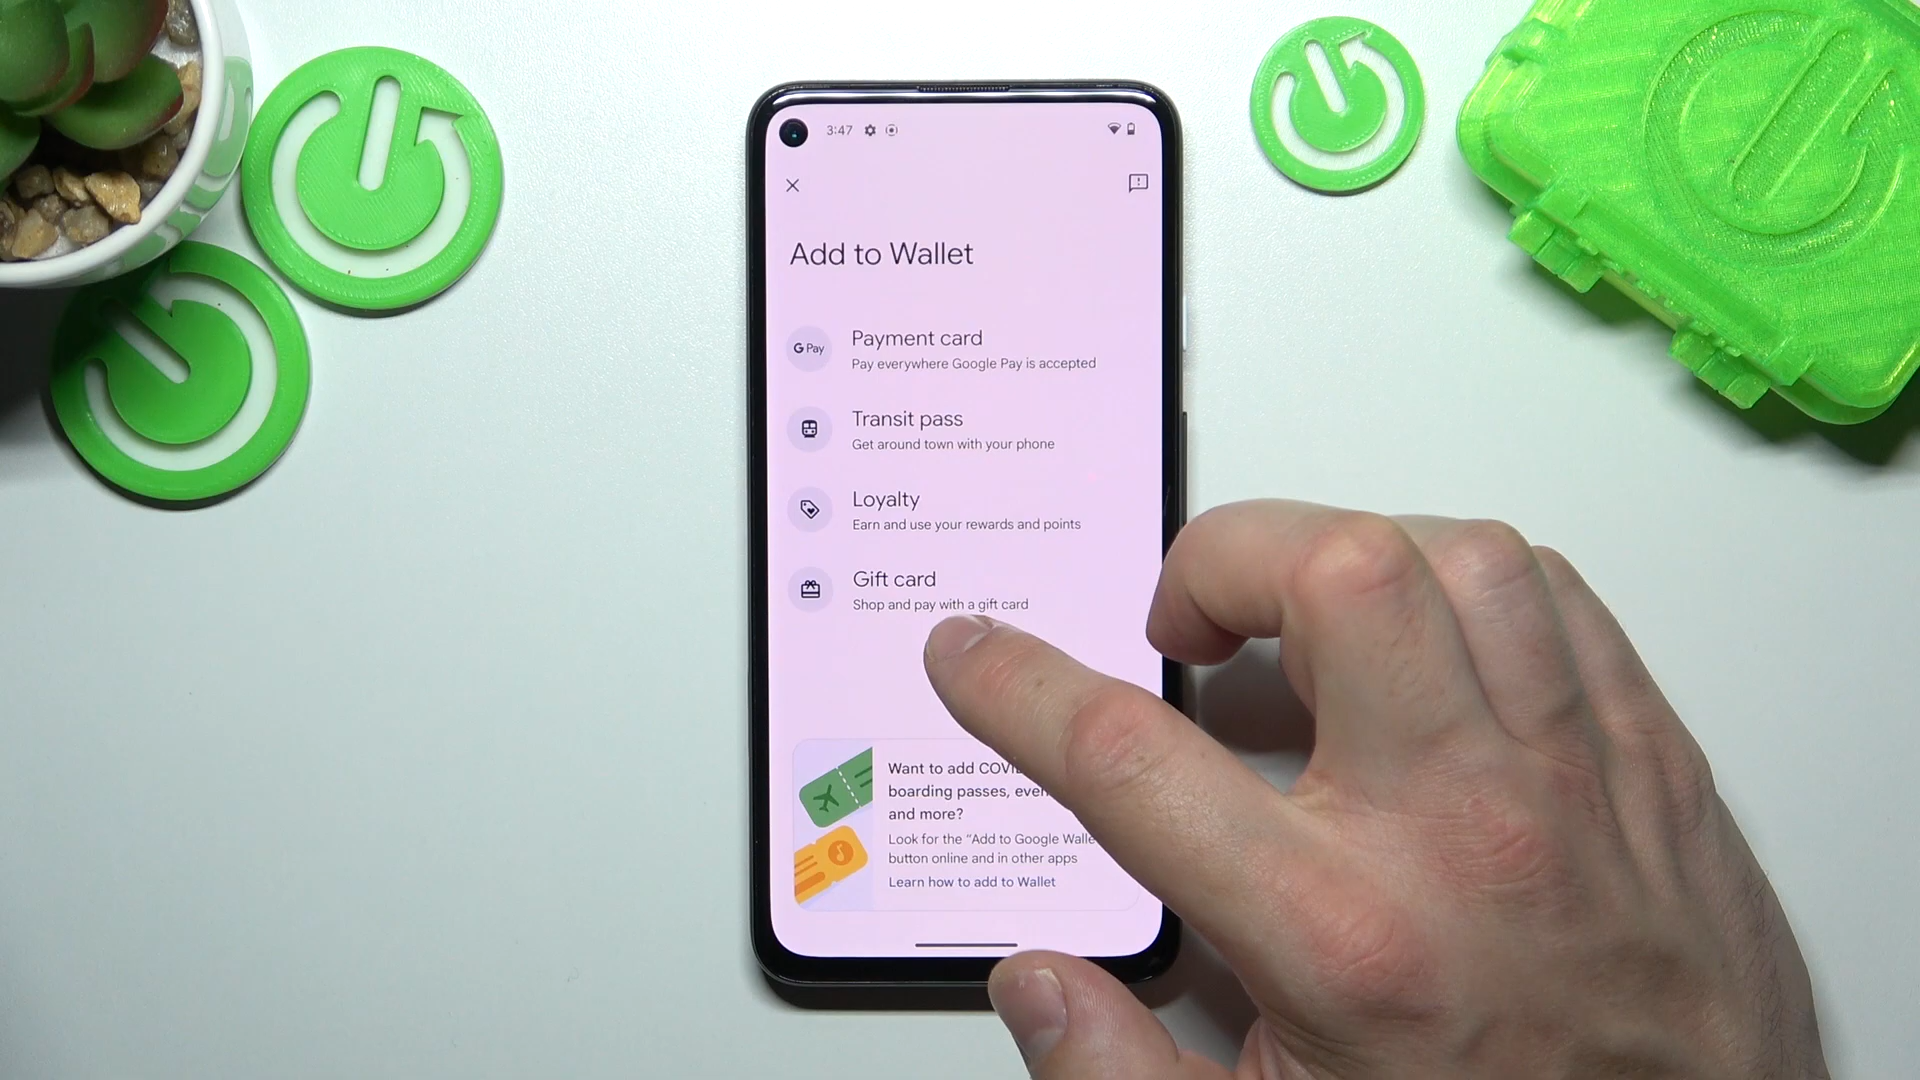 3:47
Add to Wallet
G Pay
Payment card
Pay everywhere Google Pay is accepted
Transit pass
Get around town with your phone
Loyalty
Earn and use your rewards and points
Gift card
Shop and pay with a gift card
Want to add
boarding passes,
and more?
Look for the “Add to Google
button online and in other apps
Learn how to add to Wallet